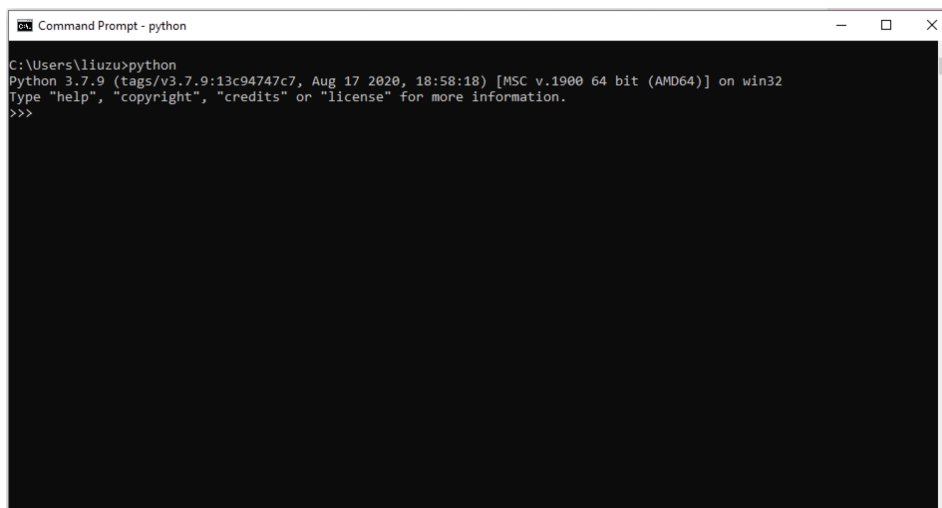 Command Prompt - python
C:\Users\liuzu>python
Python 3.7.9 (tags/v3.7.9:13c94747c7, Aug 17 2020, 18:58:18) [MSC v.1900 64 bit (AMD64)] on win32
Type "help", "copyright", "credits" or "license" for more information.
>>>